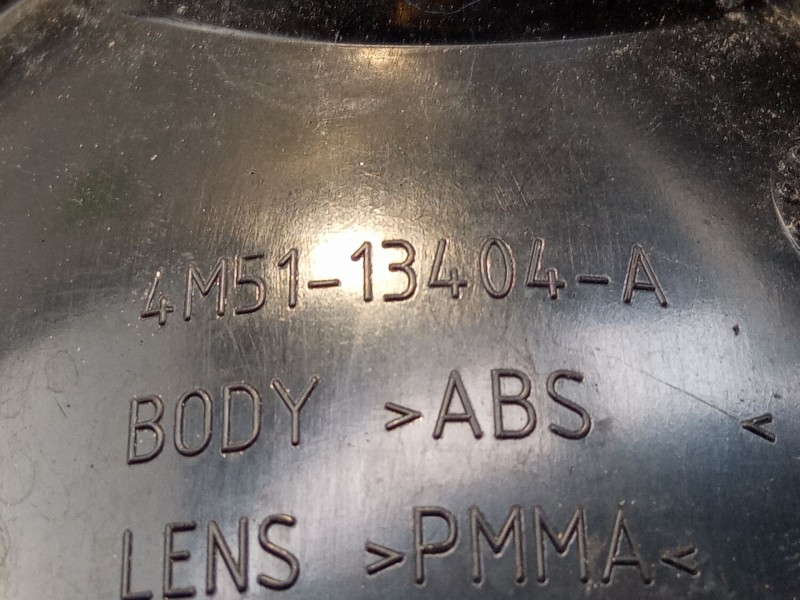 4M51-13404-A
BODY >ABS <
LENS >PMMA<